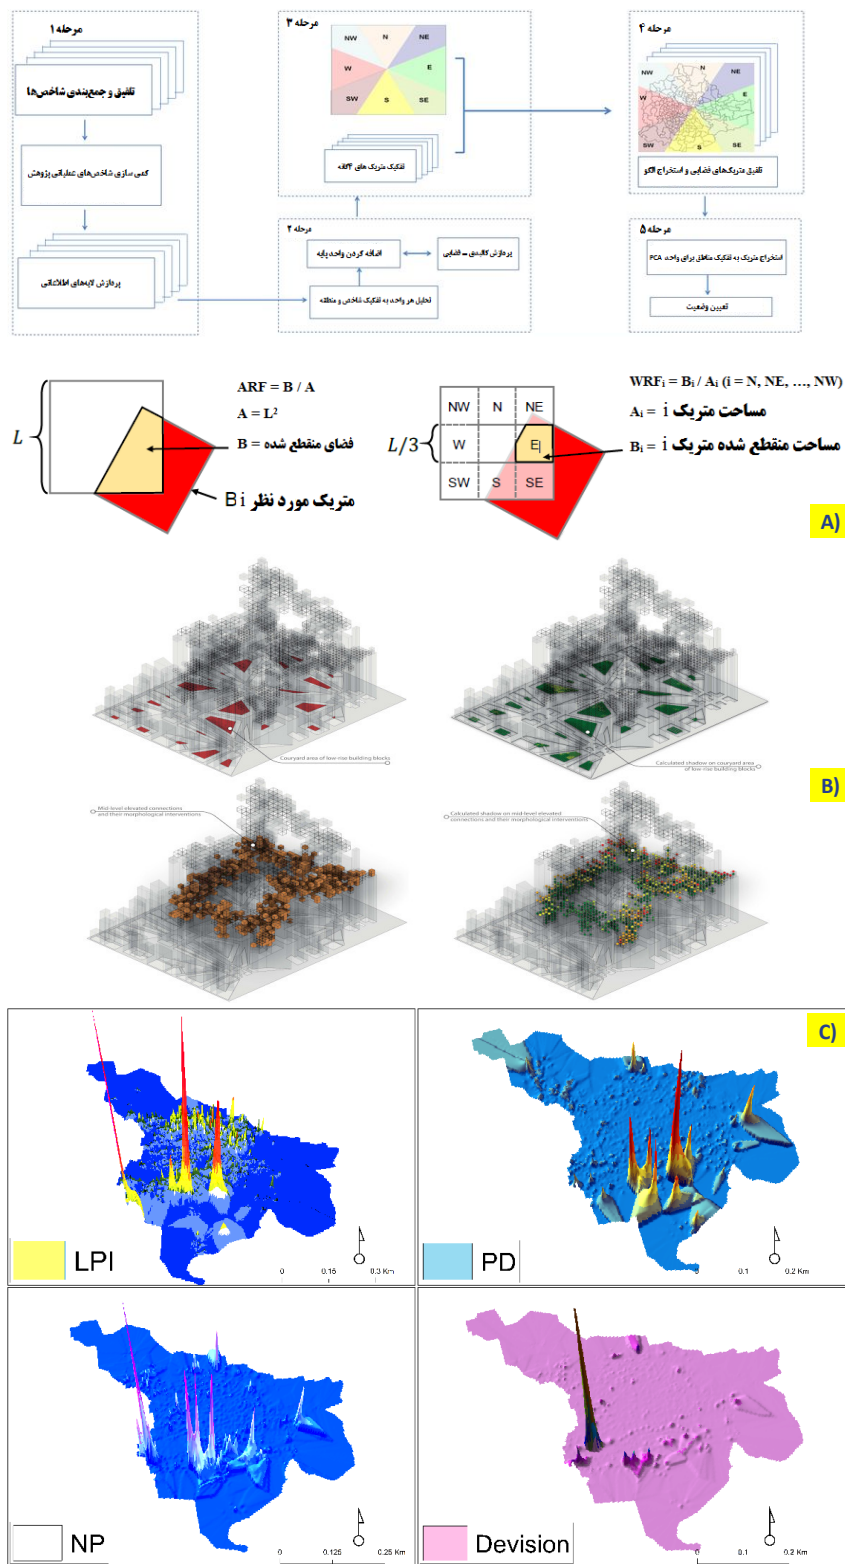 مرحله ۱
تلفیق و جمع‌بندی شاخص‌ها
کمی سازی شاخص‌های عملیاتی پژوهش
پردازش لایه‌های اطلاعاتی
مرحله ۳
NW
N
NE
W
E
SW
S
SE
تفکیک متریک های ۴گانه
مرحله ۲
اضافه کردن واحد پایه
پردازش کالبدی – فضایی
تحلیل هر واحد به تفکیک شاخص و منطقه
مرحله ۴
NW
N
NE
W
E
SW
S
SE
تلفیق متریک‌های فضایی و استخراج الگو
مرحله ۵
استخراج متریک به تفکیک مناطق برای واحد PCA
تعیین وضعیت
L
ARF = B / A
A = L²
B = فضای منقطع شده
متریک مورد نظر B i
L/3
NW
N
NE
W
E|
SW
S
SE
WRFᵢ = Bᵢ / Aᵢ (i = N, NE, …, NW)
Aᵢ = مساحت متریک i
Bᵢ = مساحت منقطع شده متریک i
A)
Courtyard area of low-rise building blocks
Calculated shadow on courtyard area
of low-rise building blocks
B)
Mid-level elevated connections
and their morphological interventions
Calculated shadow on mid-level elevated
connections and their morphological interventions
C)
LPI
0 0.15 0.3 Km
PD
0 0.1 0.2 Km
NP
0 0.125 0.25 Km
Devision
0 0.1 0.2 Km